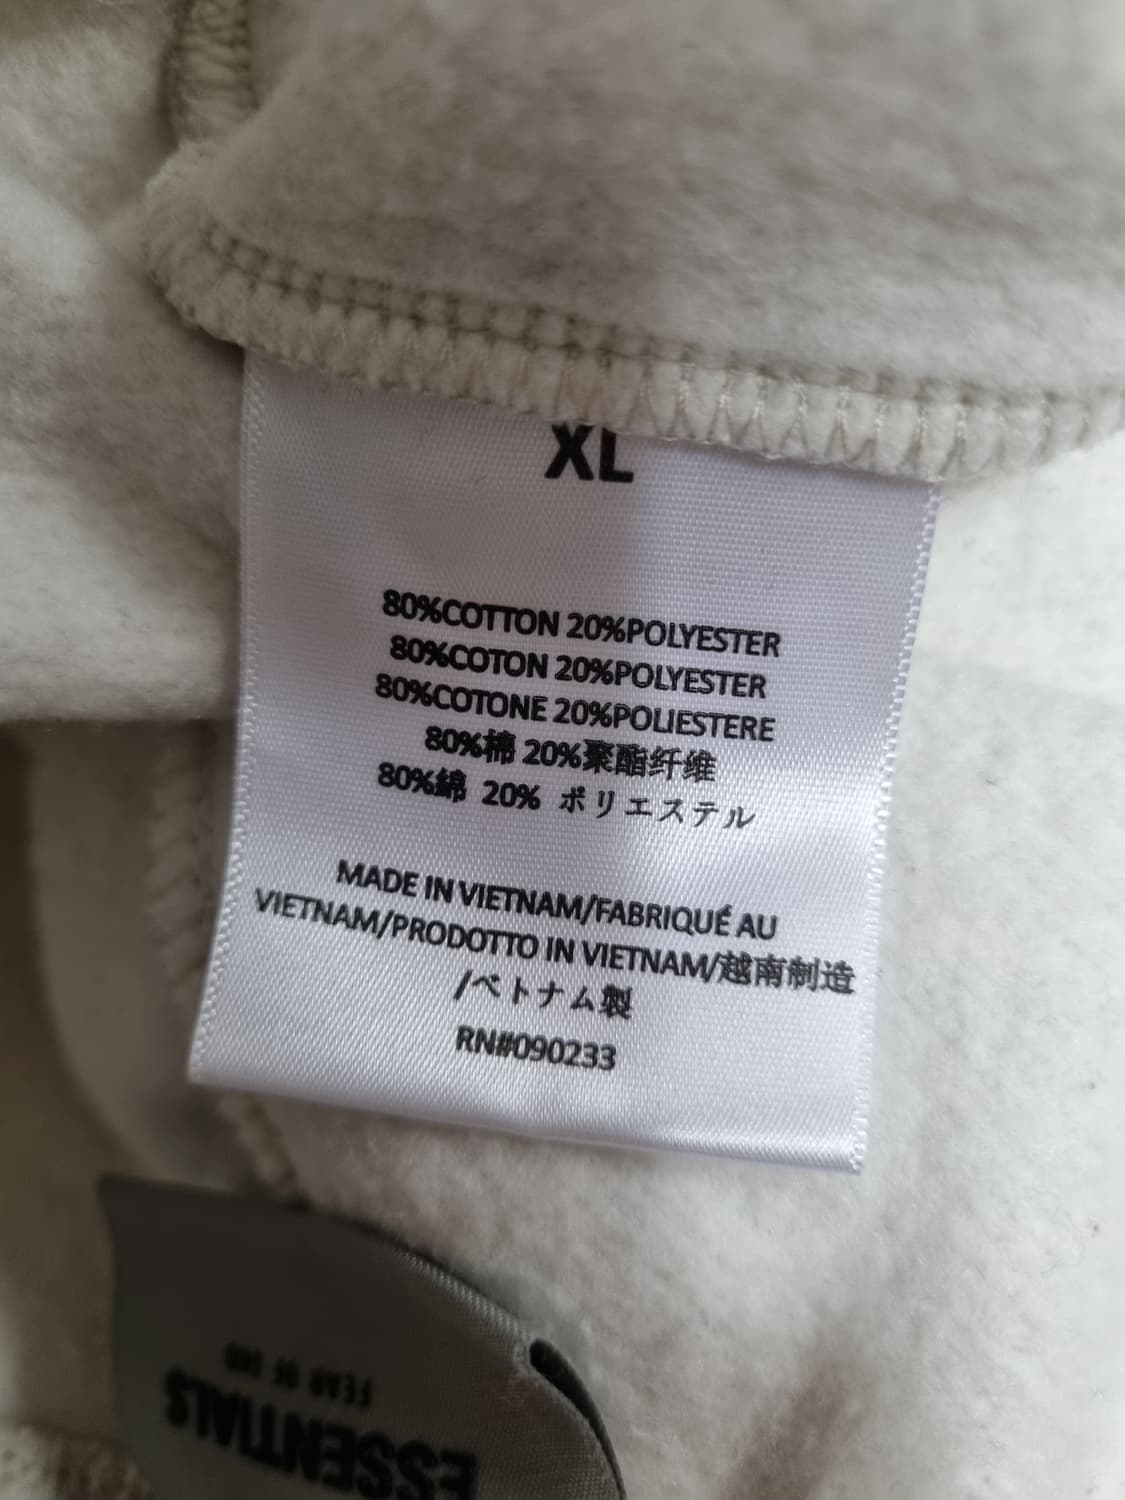 XL
80%COTTON 20%POLYESTER
80%COTON 20%POLYESTER
80%COTONE 20%POLIESTERE
80%棉 20%聚酯纤维
80%綿 20% ポリエステル
MADE IN VIETNAM/FABRIQUÉ AU
VIETNAM/PRODOTTO IN VIETNAM/越南制造
/ベトナム製
RN#090233
ESSENTIALS
FEAR OF GOD